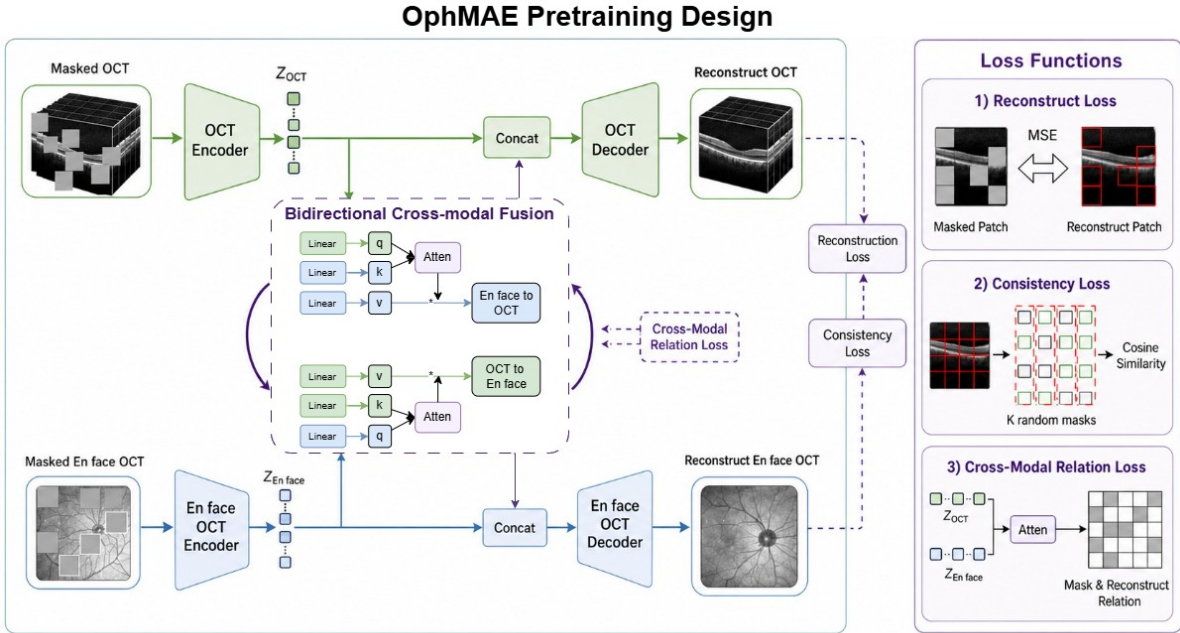 OphMAE Pretraining Design
Masked OCT
OCT
Encoder
Z_OCT
Concat
OCT
Decoder
Reconstruct OCT
Bidirectional Cross-modal Fusion
Linear
q
Linear
k
Atten
Linear
v
*
En face to
OCT
Linear
v
*
OCT to
En face
Linear
k
Atten
Linear
q
Cross-Modal
Relation Loss
Reconstruction
Loss
Consistency
Loss
Masked En face OCT
En face
OCT
Encoder
Z_En face
Concat
En face
OCT
Decoder
Reconstruct En face OCT
Loss Functions
1) Reconstruct Loss
MSE
Masked Patch
Reconstruct Patch
2) Consistency Loss
Cosine
Similarity
K random masks
3) Cross-Modal Relation Loss
Z_OCT
Atten
Z_En face
Mask & Reconstruct
Relation